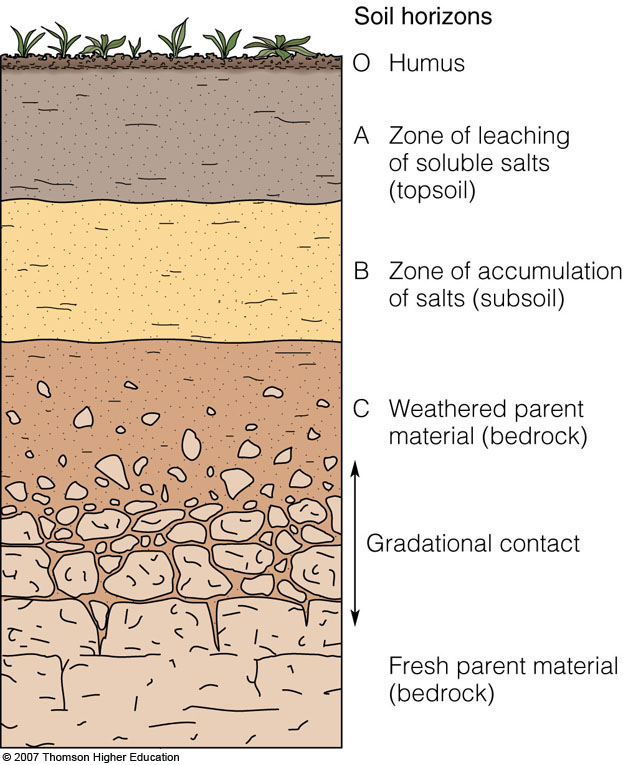 Soil horizons
O Humus
A Zone of leaching
of soluble salts
(topsoil)
B Zone of accumulation
of salts (subsoil)
C Weathered parent
material (bedrock)
Gradational contact
Fresh parent material
(bedrock)
© 2007 Thomson Higher Education